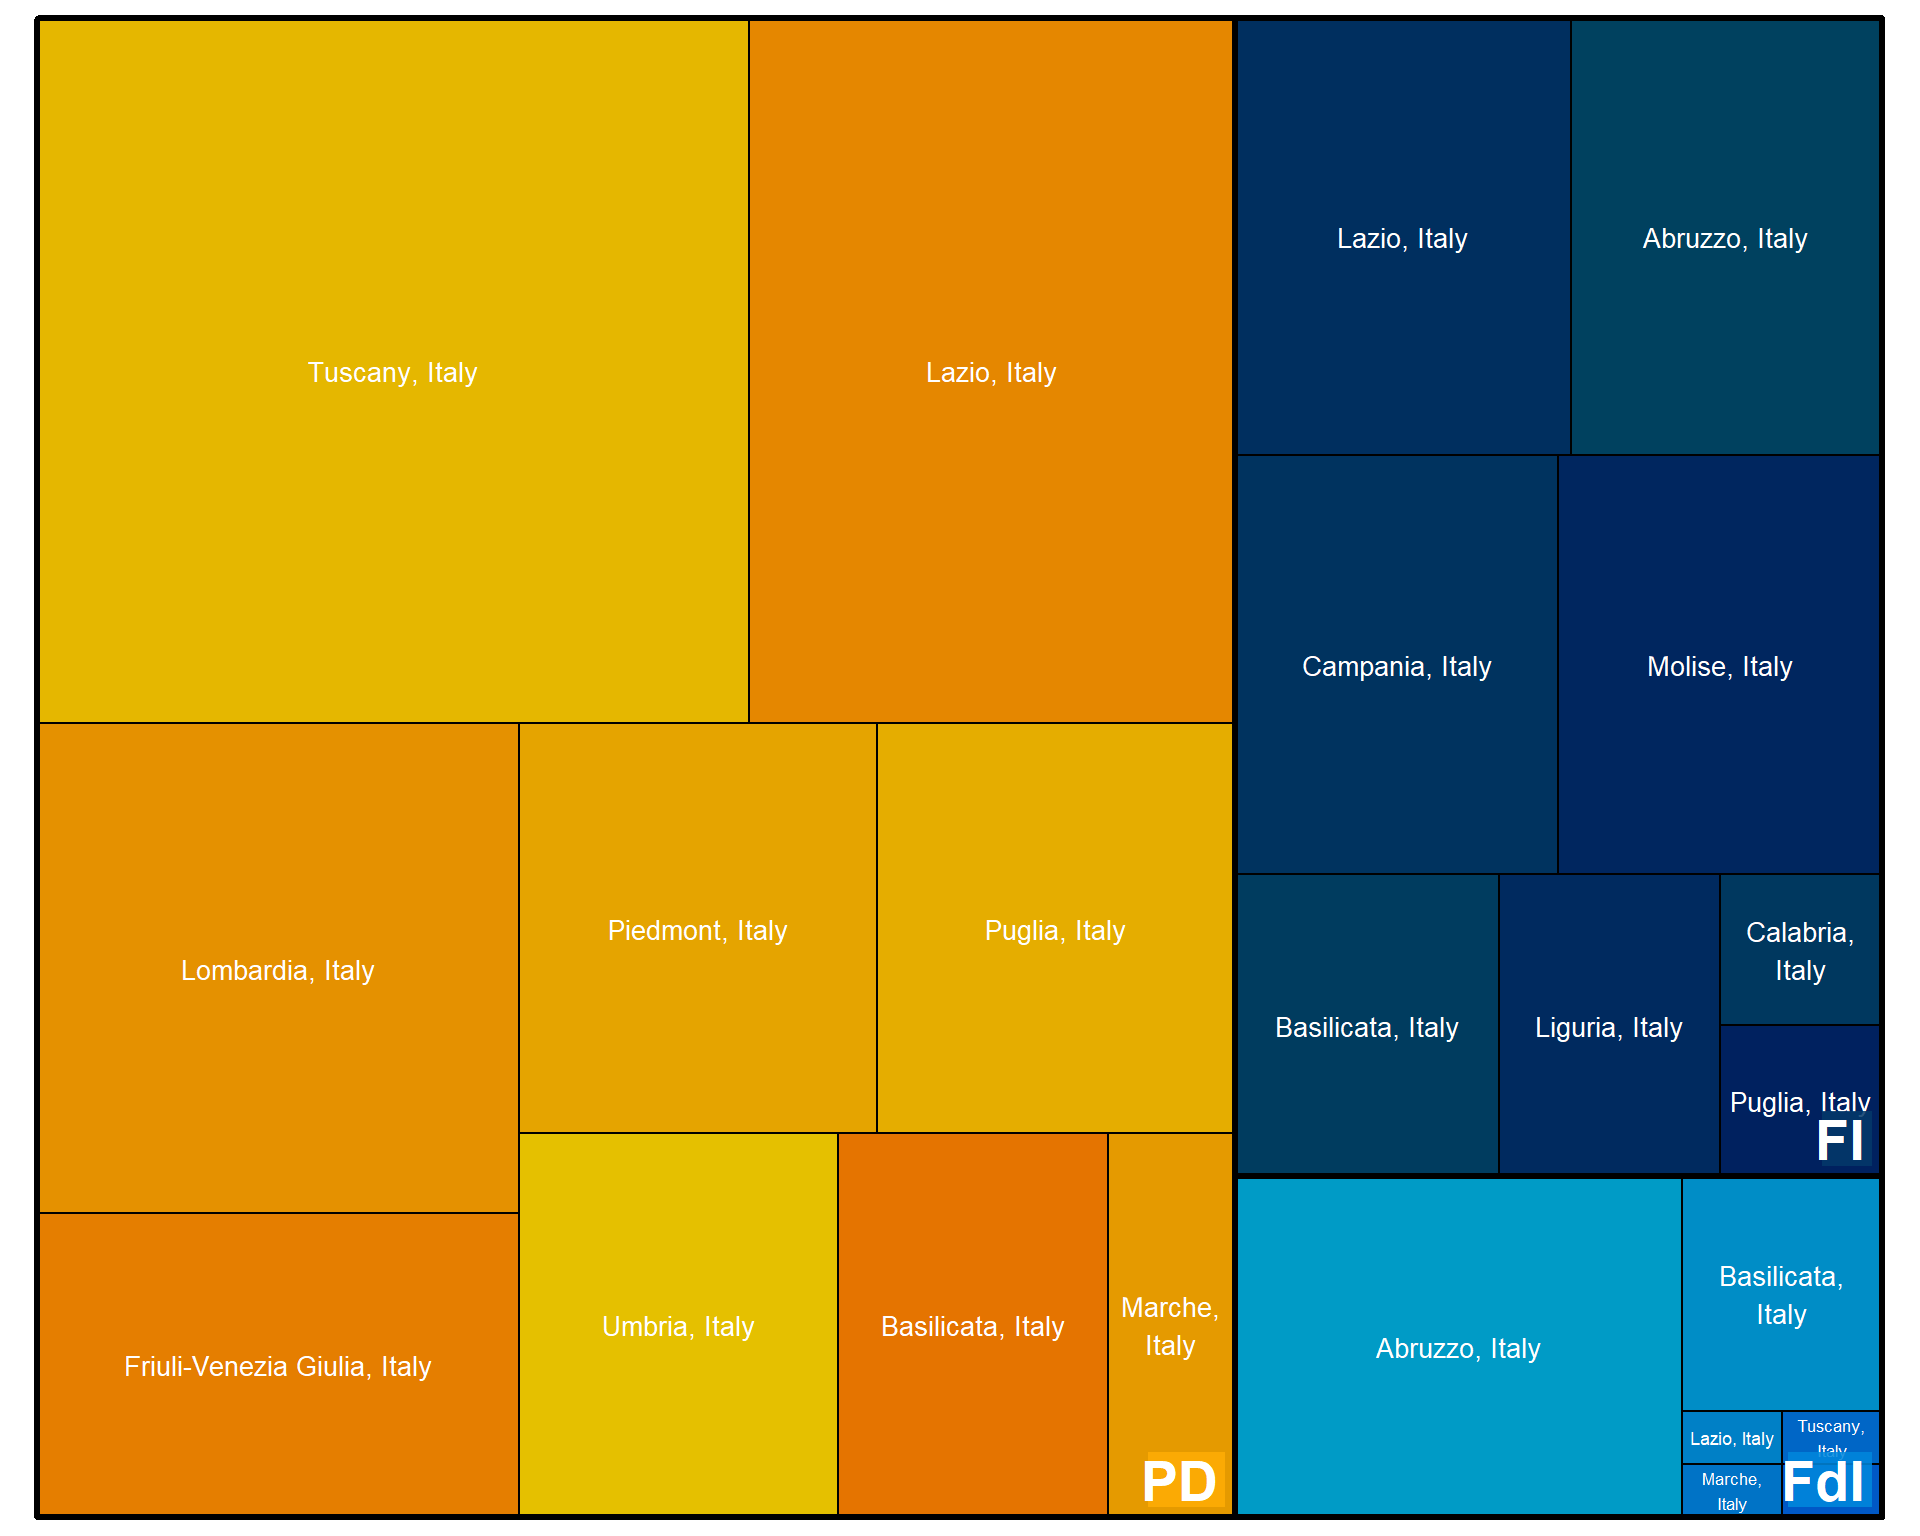 Tuscany, Italy
Lazio, Italy
Lombardia, Italy
Piedmont, Italy
Puglia, Italy
Friuli-Venezia Giulia, Italy
Umbria, Italy
Basilicata, Italy
Marche,
Italy
PD
Lazio, Italy
Abruzzo, Italy
Campania, Italy
Molise, Italy
Basilicata, Italy
Liguria, Italy
Calabria,
Italy
Puglia, Italy
FI
Abruzzo, Italy
Basilicata,
Italy
Lazio, Italy
Tuscany,
Italy
Marche,
Italy
FdI